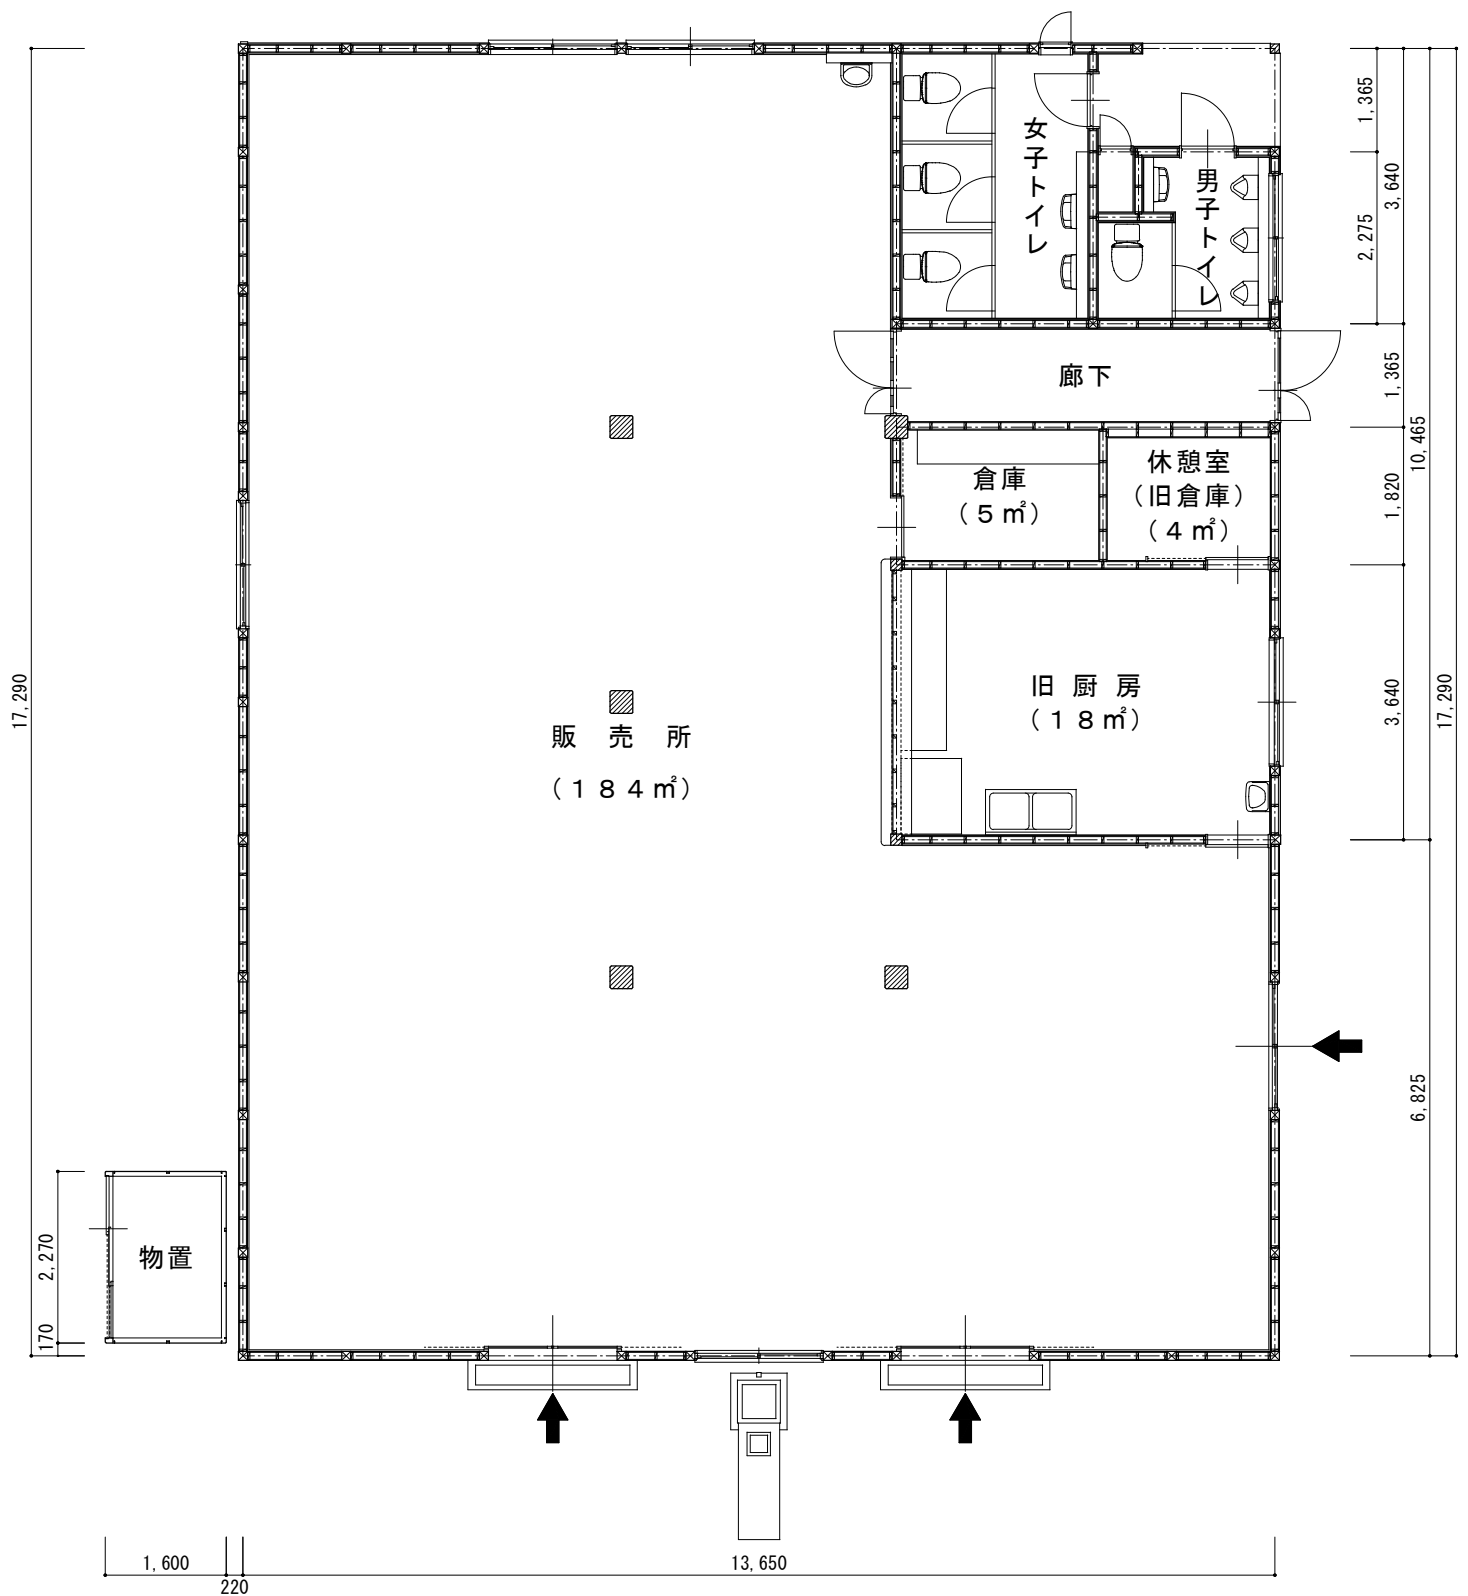 女子トイレ
男子トイレ
廊下
倉庫
(5㎡)
休憩室
(旧倉庫)
(4㎡)
旧厨房
(18㎡)
販売所
(184㎡)
物置
17,290
2,270
170
1,600
220
13,650
1,365
2,275
3,640
1,365
1,820
3,640
10,465
6,825
17,290